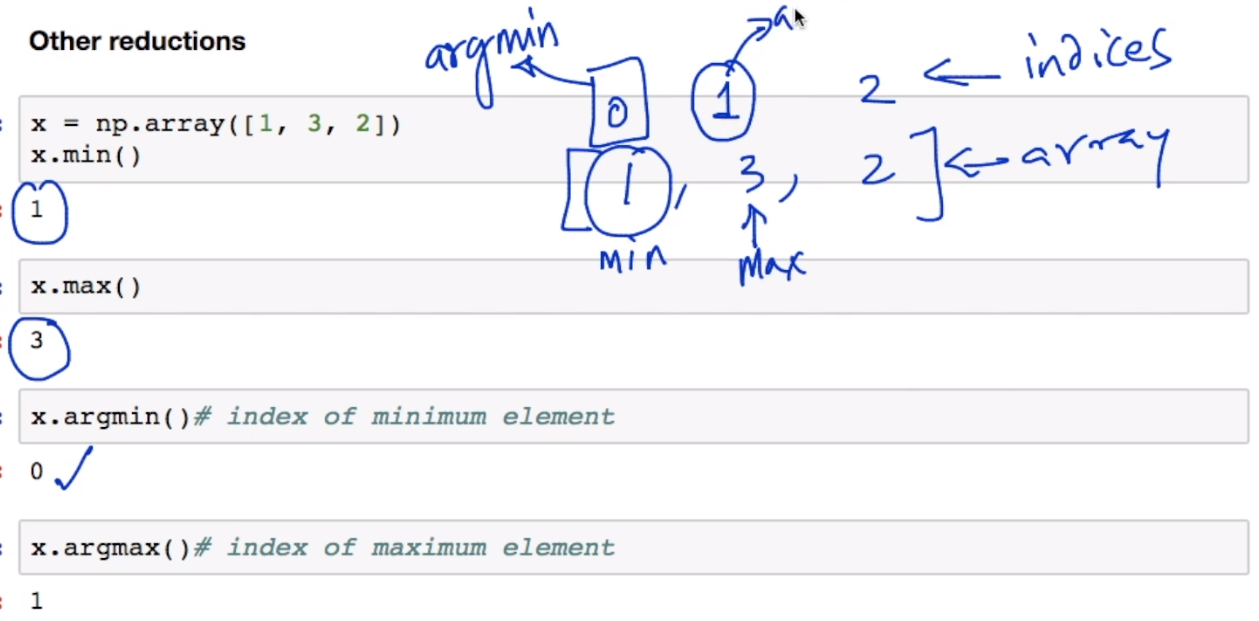 Other reductions
argmin
a
0 1 2 ← indices
x = np.array([1, 3, 2])
x.min()
[1, 3, 2] ← array
1
min max
x.max()
3
x.argmin()# index of minimum element
0
x.argmax()# index of maximum element
1